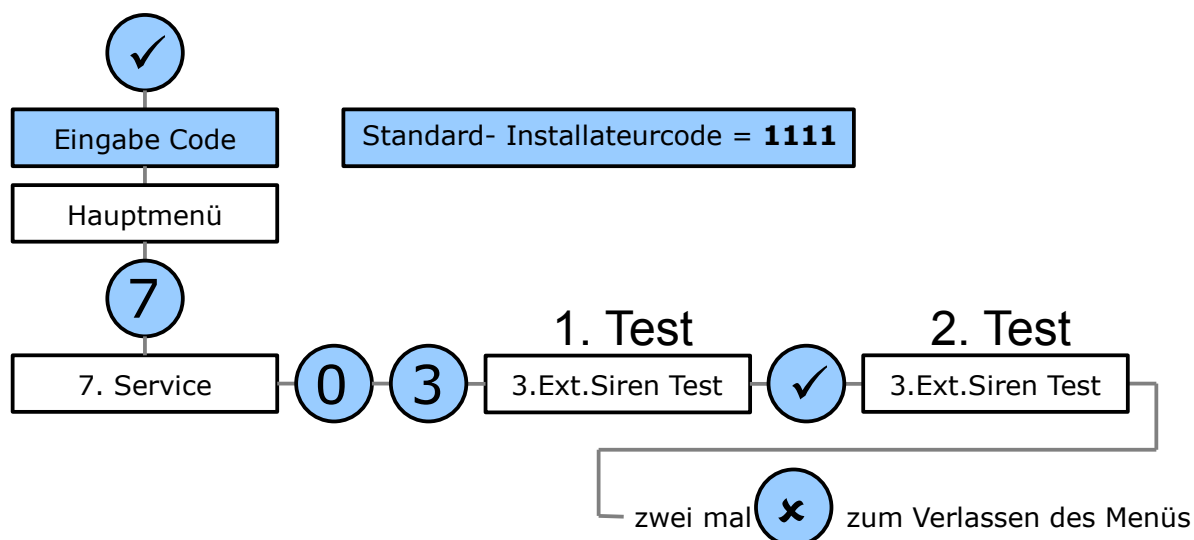 ✓
Eingabe Code
Standard- Installateurcode = 1111
Hauptmenü
7
1. Test
2. Test
7. Service
0
3
3.Ext.Siren Test
✓
3.Ext.Siren Test
zwei mal ✘ zum Verlassen des Menüs